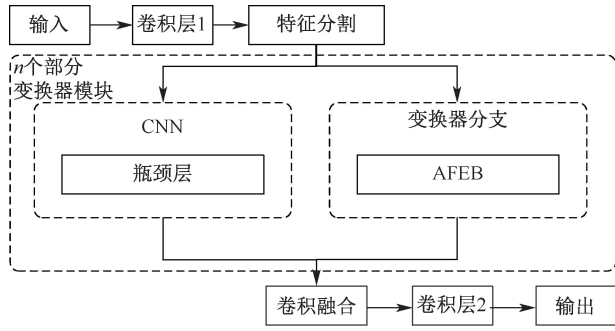 输入
卷积层1
特征分割
n个部分
变换器模块
CNN
变换器分支
瓶颈层
AFEB
卷积融合
卷积层2
输出